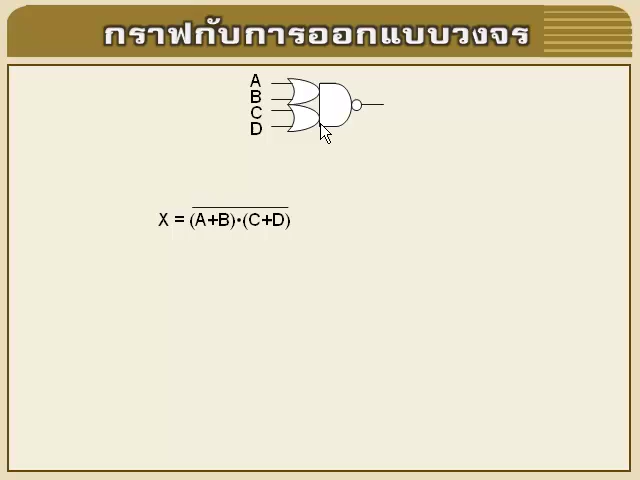 กราฟกับการออกแบบวงจร
A
B
C
D
X = (A+B)•(C+D)